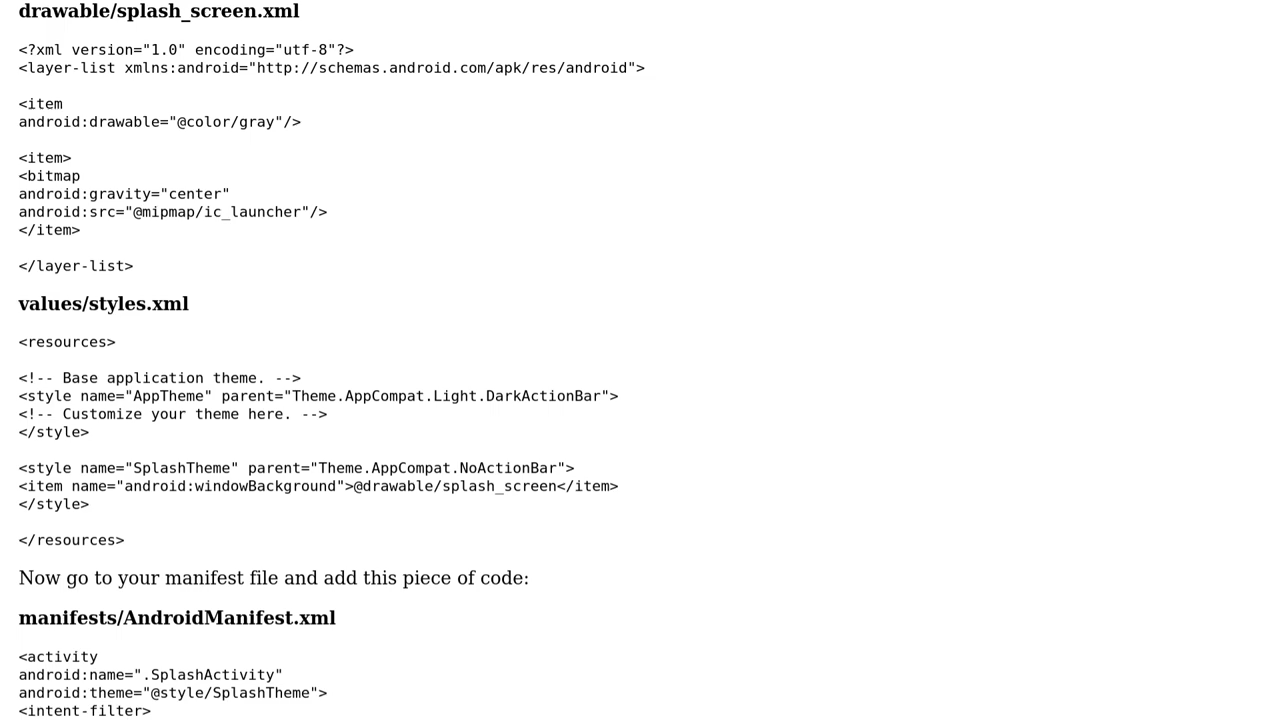 drawable/splash_screen.xml
<?xml version="1.0" encoding="utf-8"?>
<layer-list xmlns:android="http://schemas.android.com/apk/res/android">
<item
android:drawable="@color/gray"/>
<item>
<bitmap
android:gravity="center"
android:src="@mipmap/ic_launcher"/>
</item>
</layer-list>
values/styles.xml
<resources>
<!-- Base application theme. -->
<style name="AppTheme" parent="Theme.AppCompat.Light.DarkActionBar">
<!-- Customize your theme here. -->
</style>
<style name="SplashTheme" parent="Theme.AppCompat.NoActionBar">
<item name="android:windowBackground">@drawable/splash_screen</item>
</style>
</resources>
Now go to your manifest file and add this piece of code:
manifests/AndroidManifest.xml
<activity
android:name=".SplashActivity"
android:theme="@style/SplashTheme">
<intent-filter>